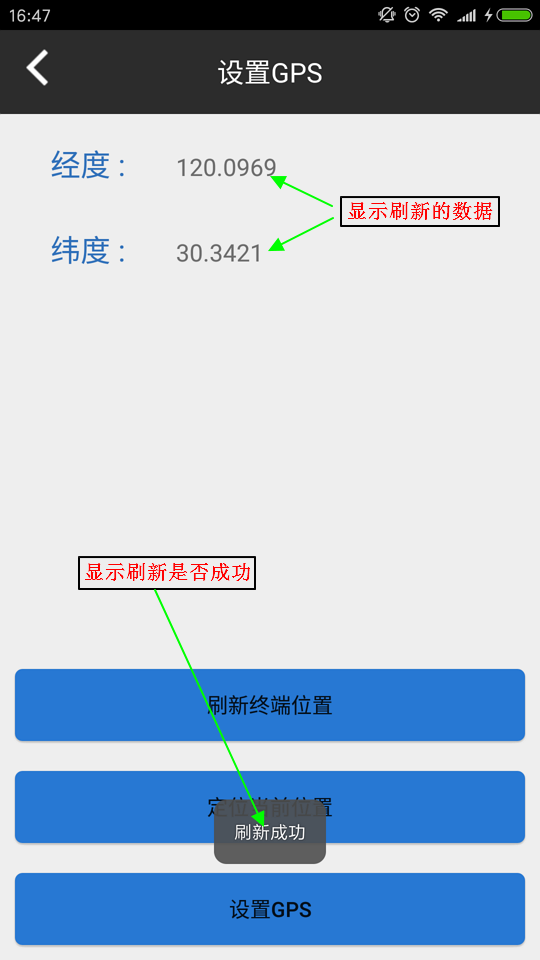 16:47
设置GPS
经度： 120.0969
显示刷新的数据
纬度： 30.3421
显示刷新是否成功
刷新终端位置
定位当前位置
刷新成功
设置GPS